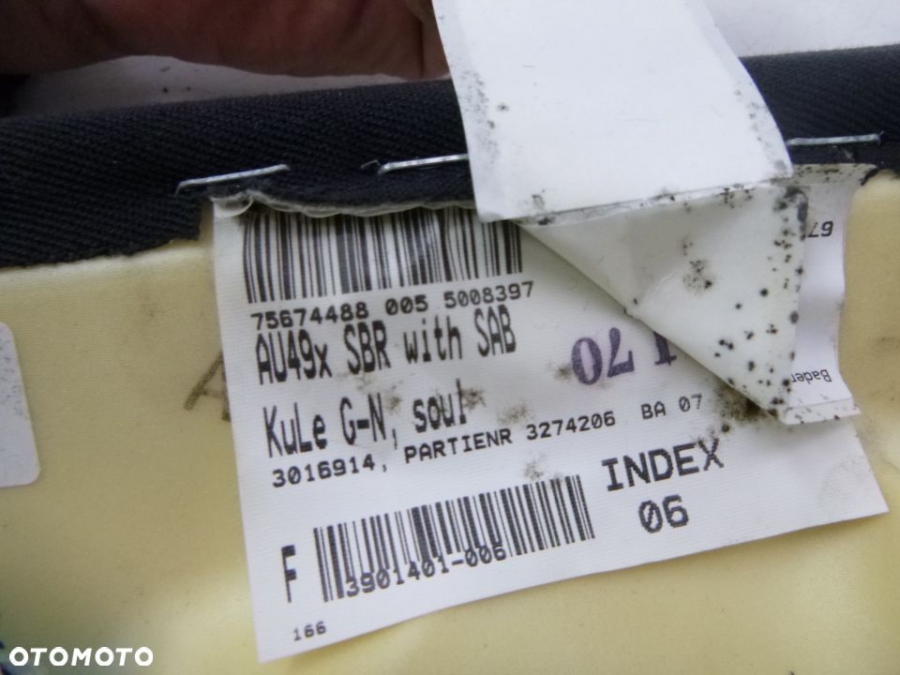 75674488 005 5008397
AU49x SBR with SAB
KuLe G-N, soul
3016914, PARTIENR 3274206 BA 07
INDEX
06
F
3901401-006
166
OTOMOTO